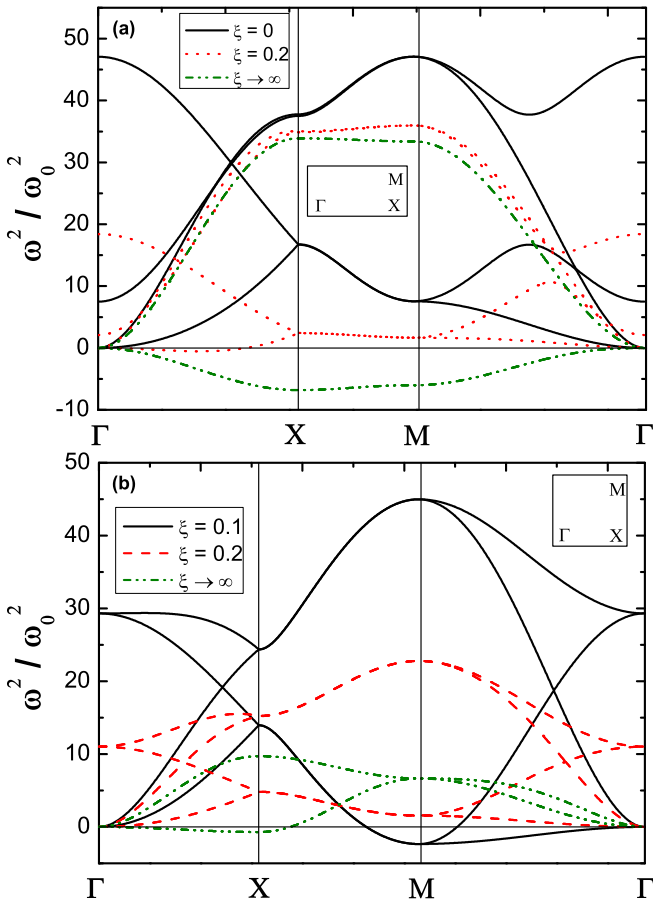 (a)
ξ = 0
ξ = 0.2
ξ → ∞
50
40
30
20
10
0
-10
ω² / ω₀²
M
Γ X
Γ X M Γ
(b)
ξ = 0.1
ξ = 0.2
ξ → ∞
50
40
30
20
10
0
ω² / ω₀²
M
Γ X
Γ X M Γ